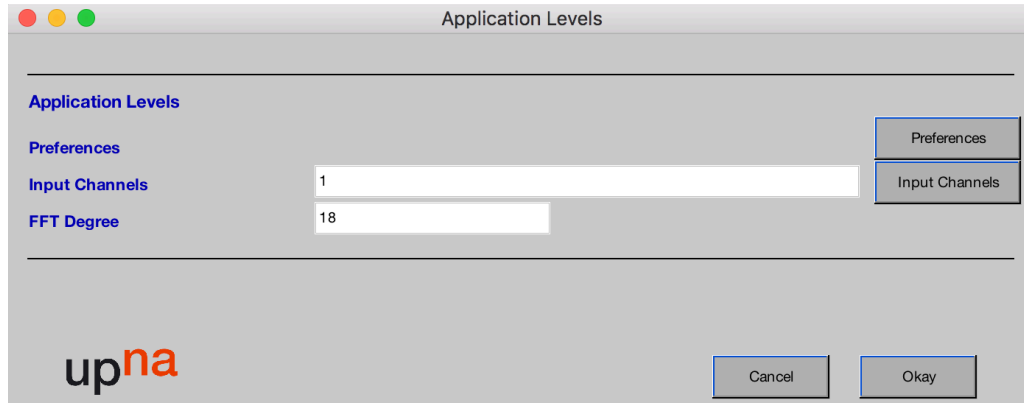 Application Levels
Application Levels
Preferences
Preferences
Input Channels
1
Input Channels
FFT Degree
18
upna
Cancel
Okay